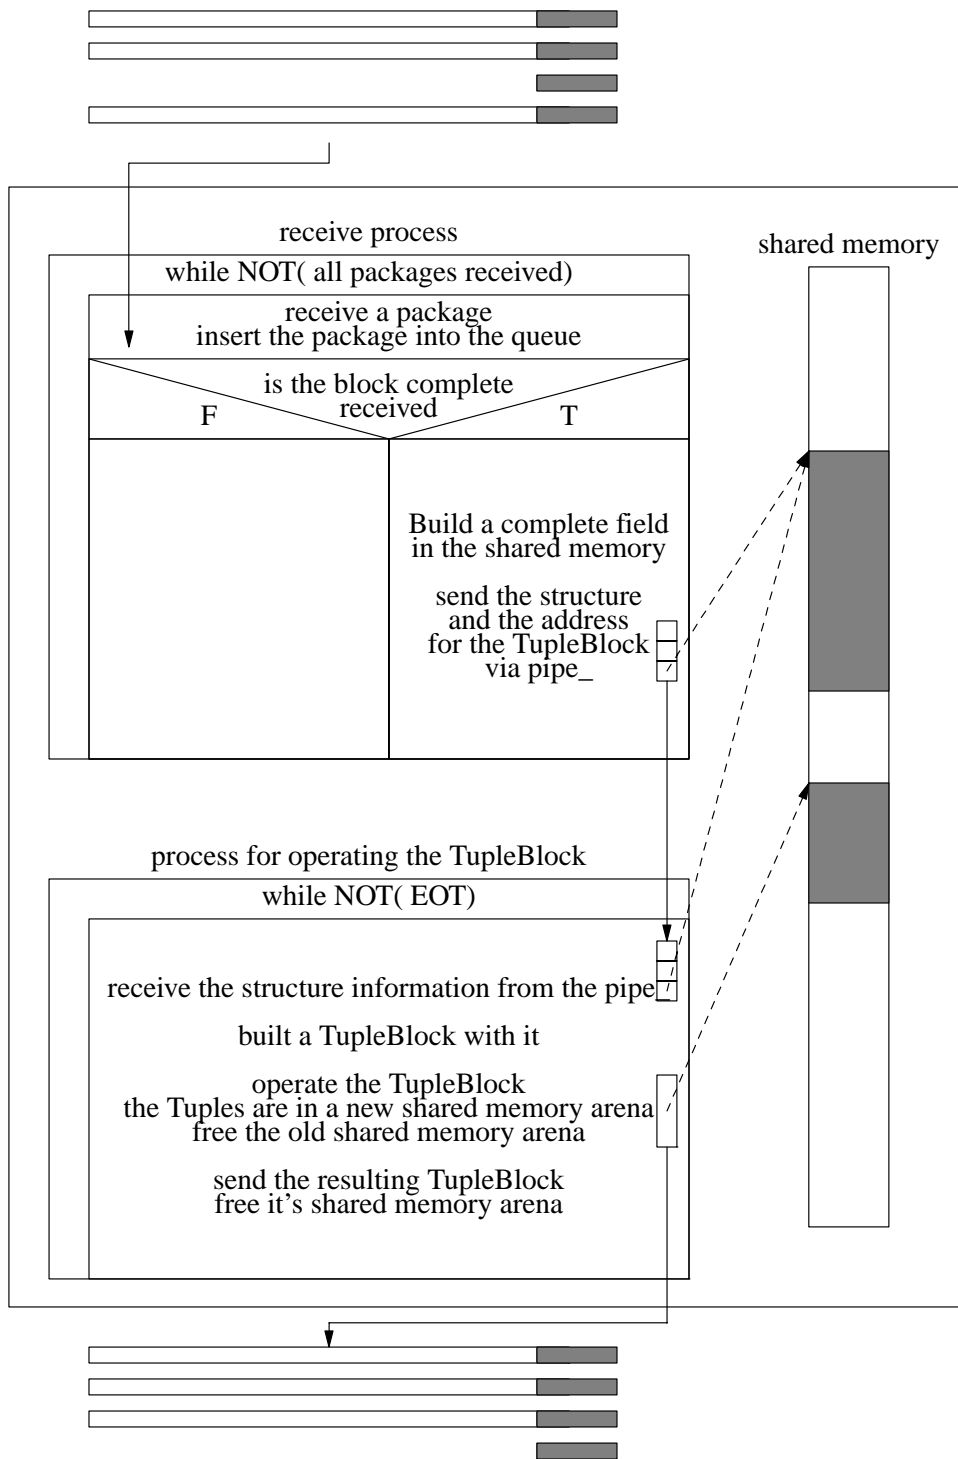 receive process
shared memory
while NOT( all packages received)
receive a package
insert the package into the queue
is the block complete
received
F
T
Build a complete field
in the shared memory
send the structure
and the address
for the TupleBlock
via pipe_
process for operating the TupleBlock
while NOT( EOT)
receive the structure information from the pipe_
built a TupleBlock with it
operate the TupleBlock
the Tuples are in a new shared memory arena
free the old shared memory arena
send the resulting TupleBlock
free it's shared memory arena